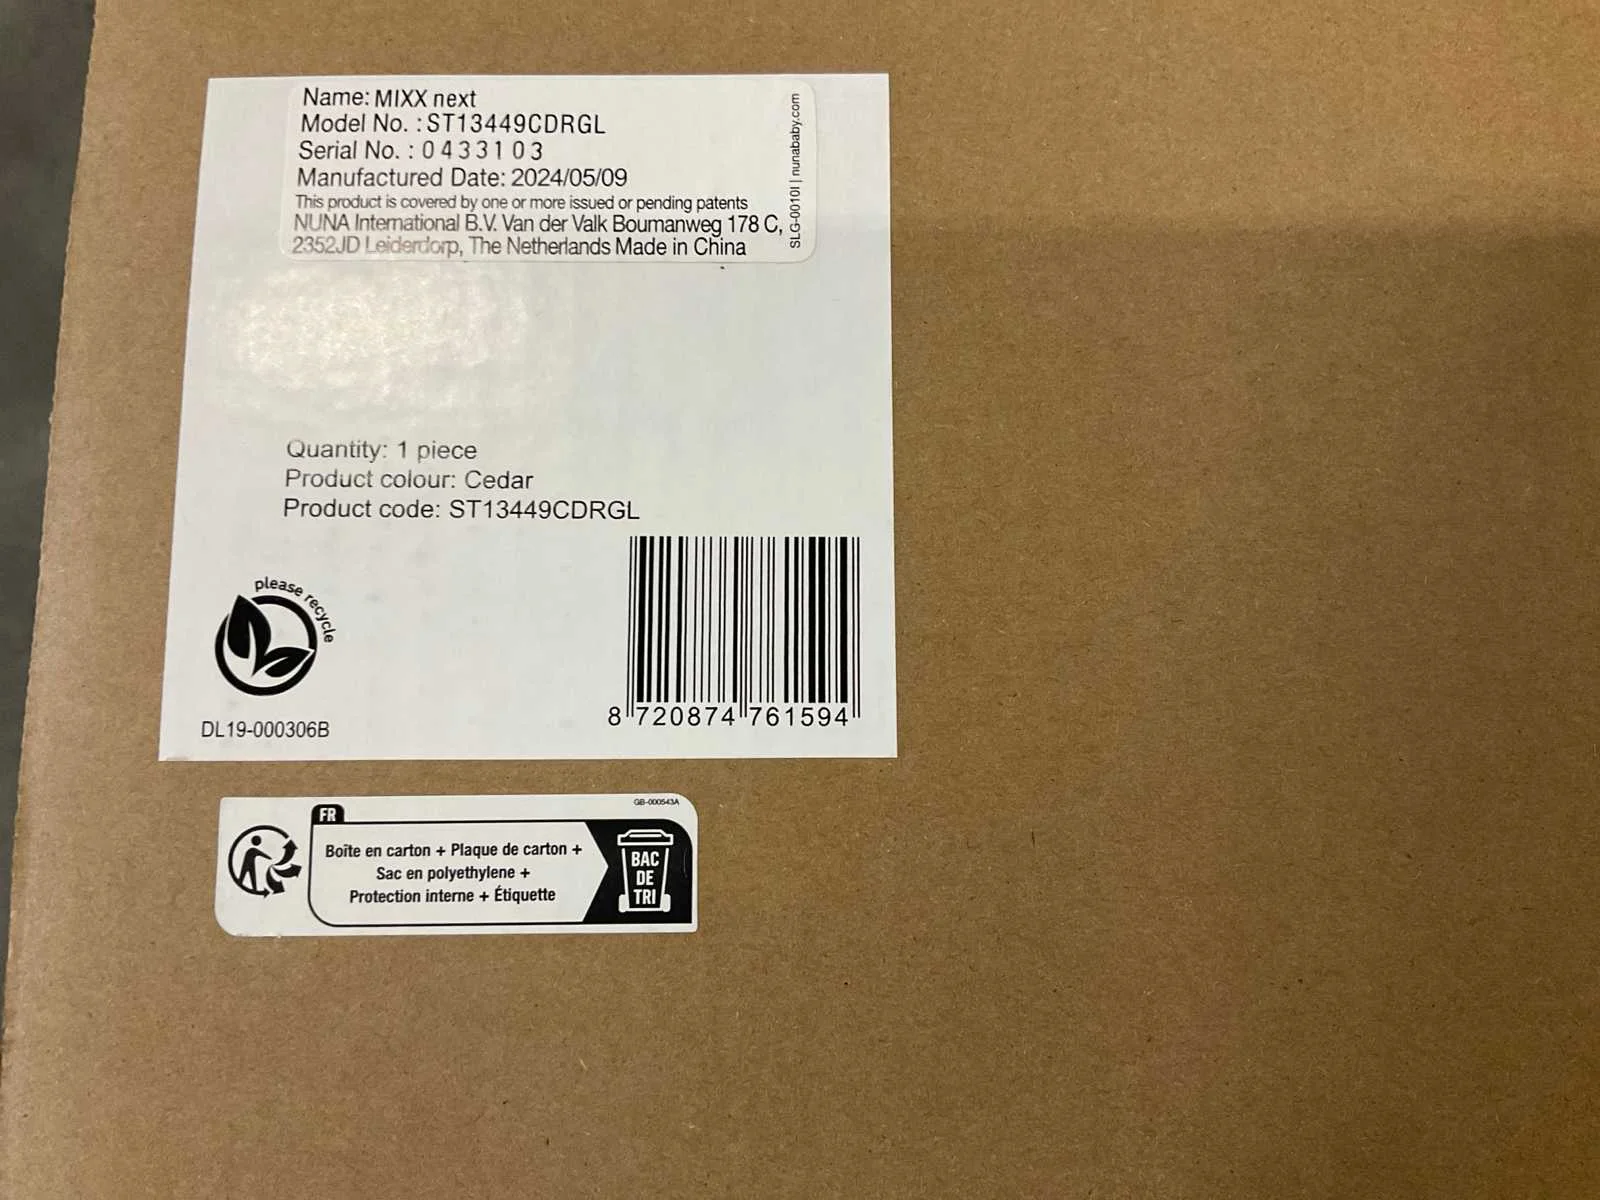 Name: MIXX next
Model No. : ST13449CDRGL
Serial No. : 0433103
Manufactured Date: 2024/05/09
This product is covered by one or more issued or pending patents
NUNA International B.V. Van der Valk Boumanweg 178 C,
2352JD Leiderdorp, The Netherlands Made in China
SLG-00101I | nunababy.com
Quantity: 1 piece
Product colour: Cedar
Product code: ST13449CDRGL
please recycle
DL19-000306B
8 720874 761594
GB-000543A
FR
Boîte en carton + Plaque de carton +
Sac en polyethylene +
Protection interne + Étiquette
BAC
DE
TRI